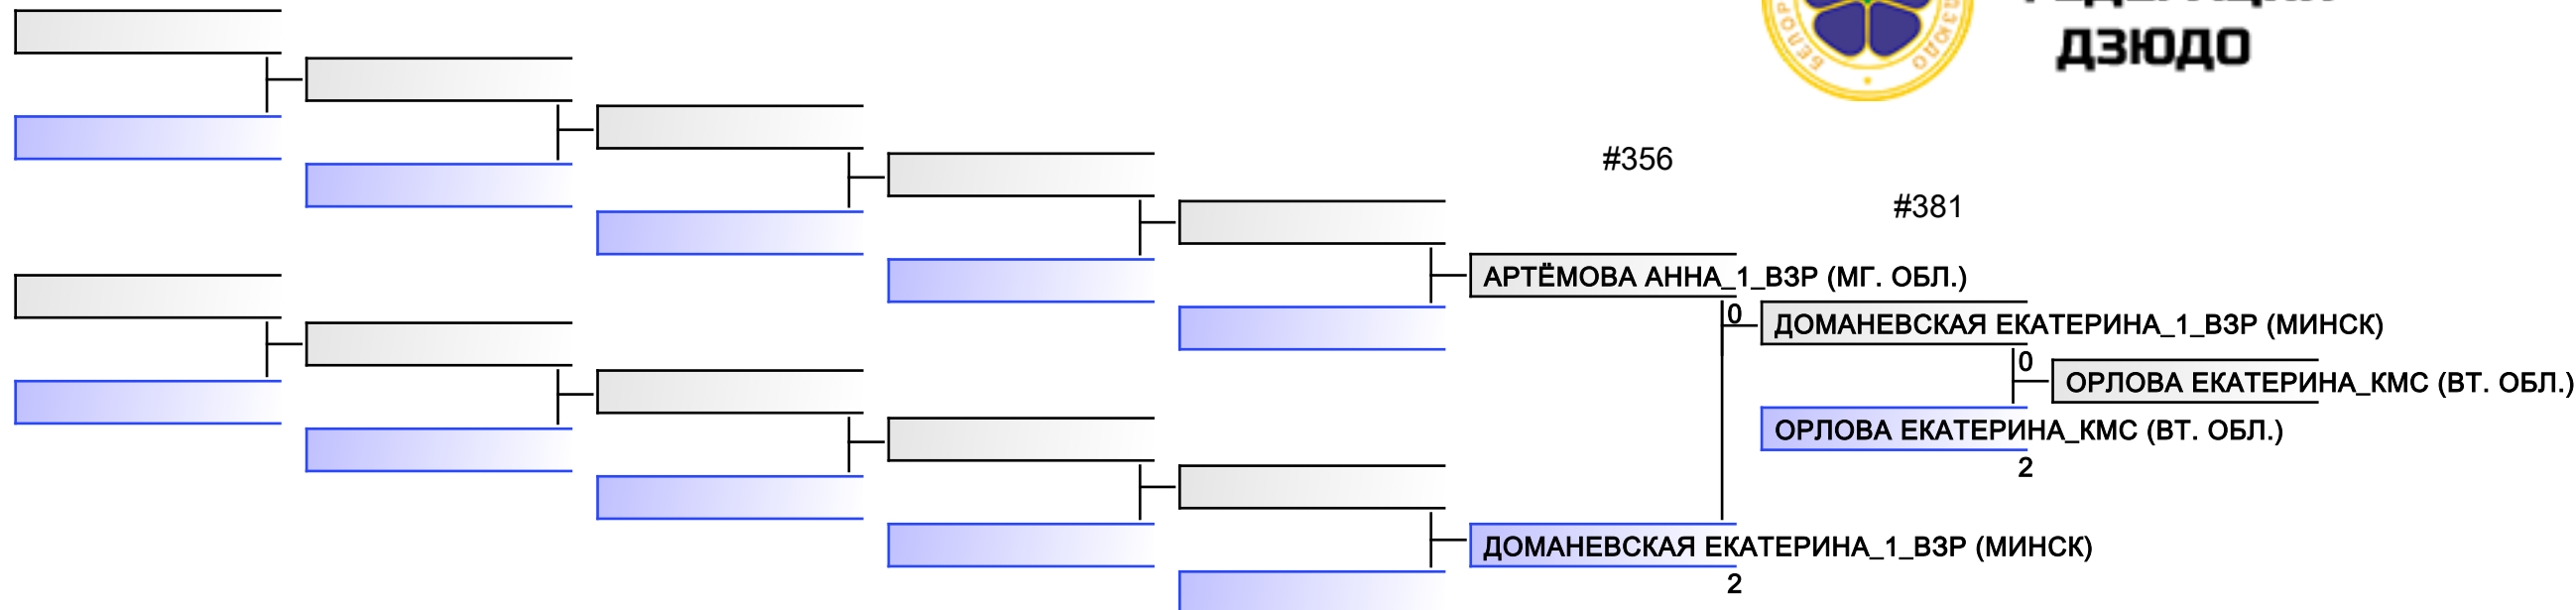 ДЗЮДО
#356
#381
АРТЁМОВА АННА_1_ВЗР (МГ. ОБЛ.)
0
ДОМАНЕВСКАЯ ЕКАТЕРИНА_1_ВЗР (МИНСК)
0
ОРЛОВА ЕКАТЕРИНА_КМС (ВТ. ОБЛ.)
ОРЛОВА ЕКАТЕРИНА_КМС (ВТ. ОБЛ.)
2
ДОМАНЕВСКАЯ ЕКАТЕРИНА_1_ВЗР (МИНСК)
2